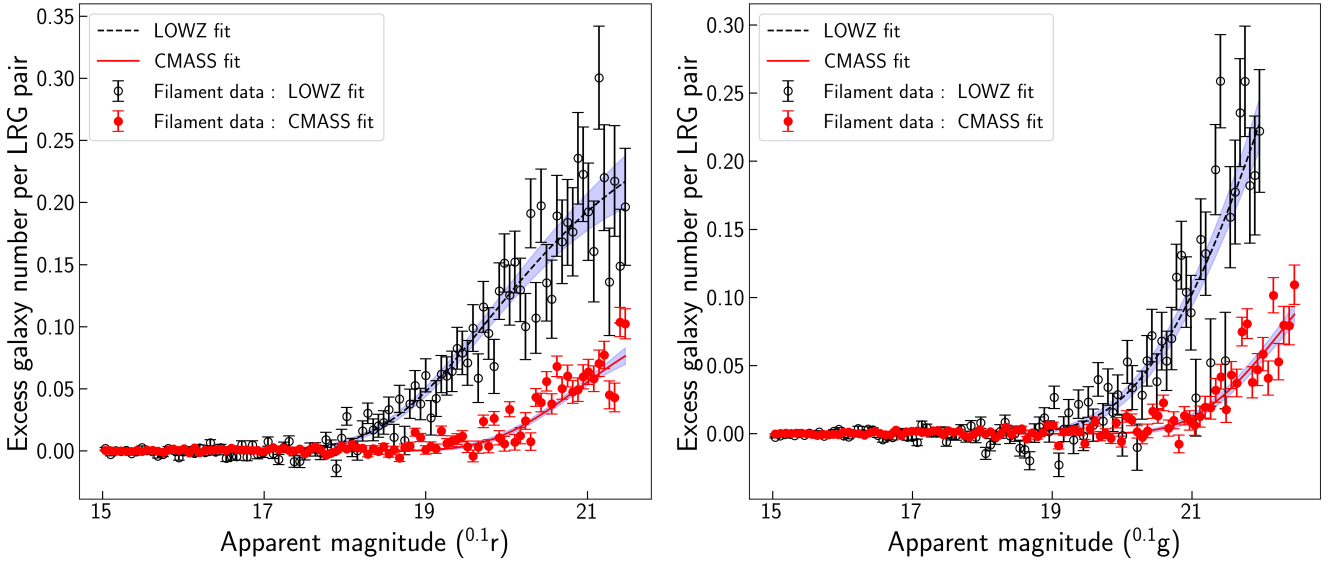 Excess galaxy number per LRG pair
0.35
0.30
0.25
0.20
0.15
0.10
0.05
0.00
LOWZ fit
CMASS fit
Filament data : LOWZ fit
Filament data : CMASS fit
15 17 19 21
Apparent magnitude (0.1r)
Excess galaxy number per LRG pair
0.30
0.25
0.20
0.15
0.10
0.05
0.00
LOWZ fit
CMASS fit
Filament data : LOWZ fit
Filament data : CMASS fit
15 17 19 21
Apparent magnitude (0.1g)